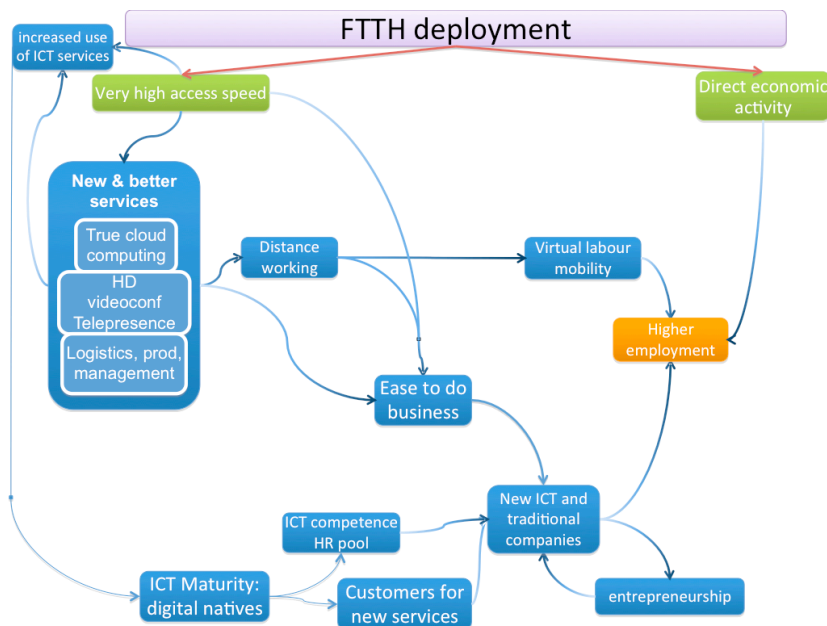 FTTH deployment
increased use
of ICT services
Very high access speed
Direct economic
activity
New & better
services
True cloud
computing
HD
videoconf
Telepresence
Logistics, prod,
management
Distance
working
Virtual labour
mobility
Higher
employment
Ease to do
business
New ICT and
traditional
companies
ICT competence
HR pool
ICT Maturity:
digital natives
Customers for
new services
entrepreneurship